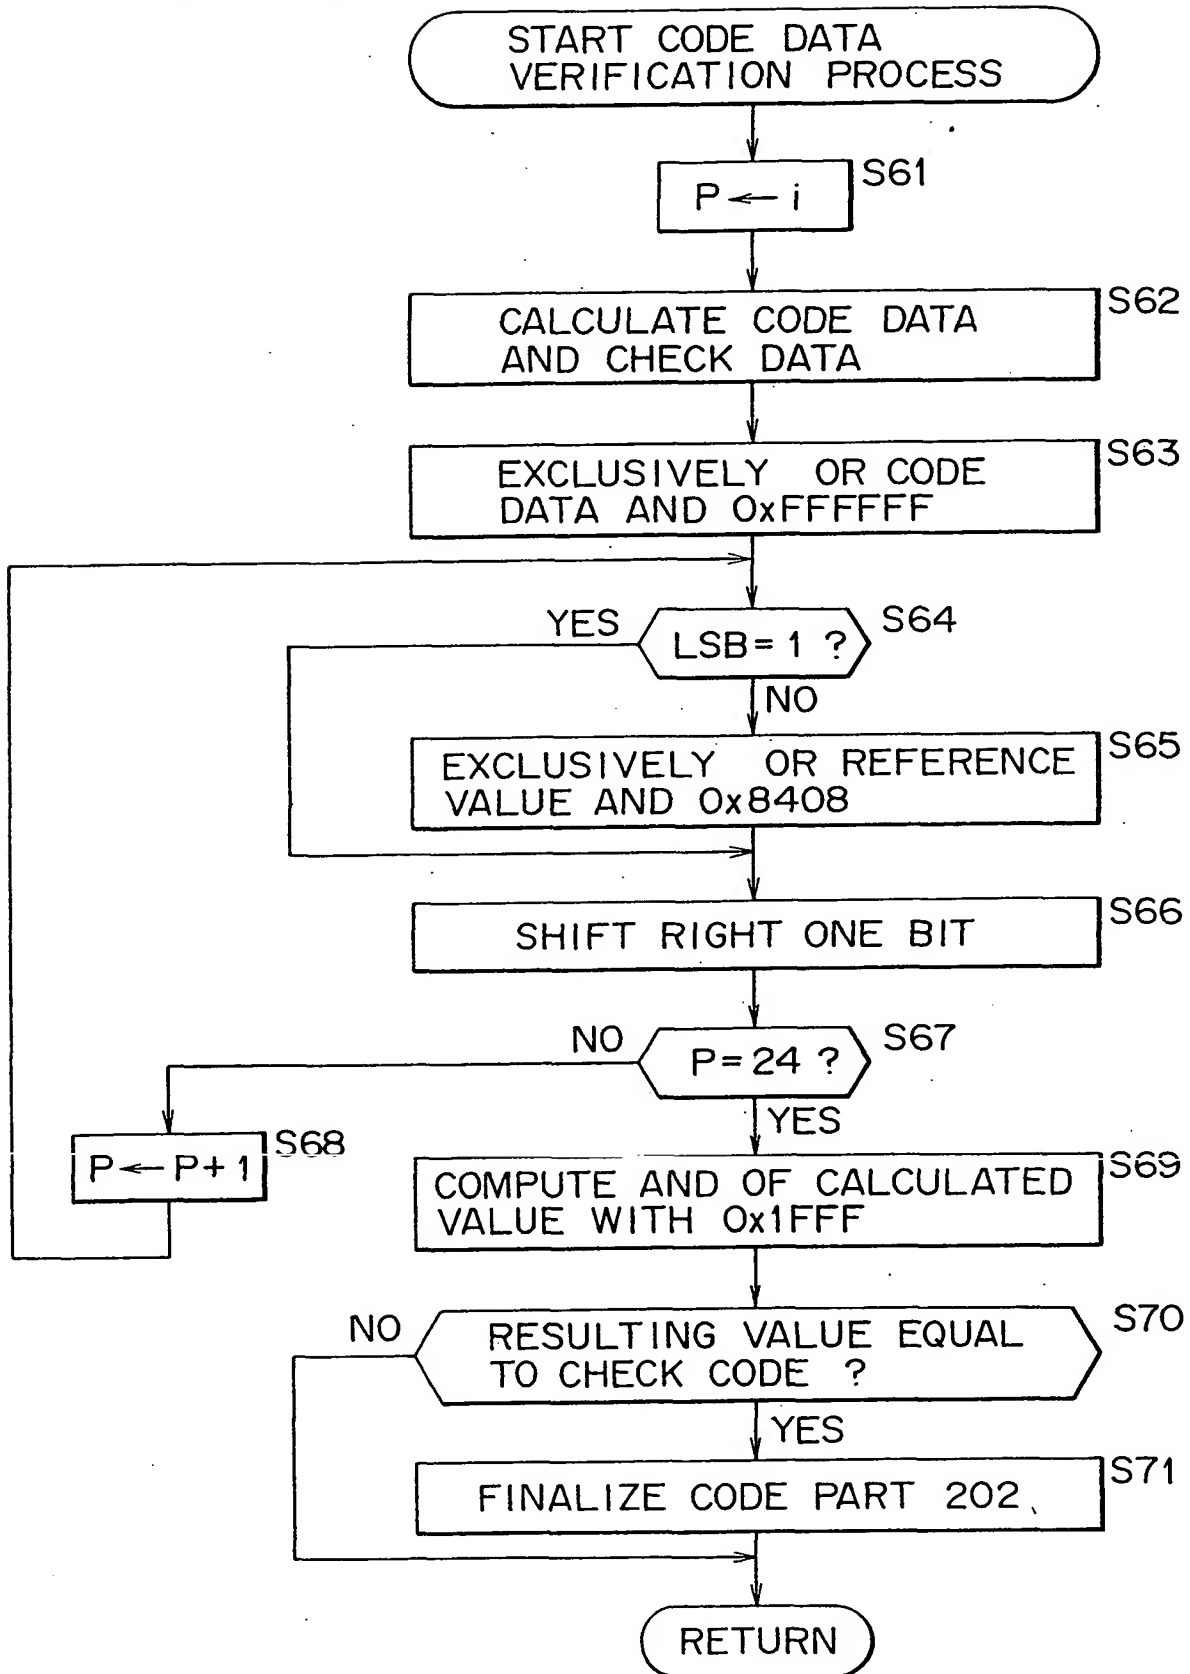 START CODE DATA
VERIFICATION PROCESS
P ← i
S61
CALCULATE CODE DATA
AND CHECK DATA
S62
EXCLUSIVELY OR CODE
DATA AND 0xFFFFFF
S63
YES
LSB = 1 ?
S64
NO
EXCLUSIVELY OR REFERENCE
VALUE AND 0x8408
S65
SHIFT RIGHT ONE BIT
S66
NO
P = 24 ?
S67
YES
P ← P + 1
S68
COMPUTE AND OF CALCULATED
VALUE WITH 0x1FFF
S69
NO
RESULTING VALUE EQUAL
TO CHECK CODE ?
S70
YES
FINALIZE CODE PART 202
S71
RETURN